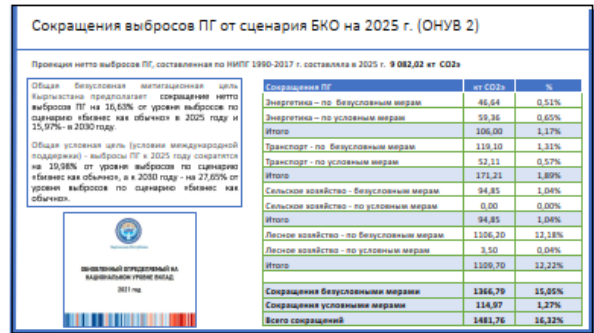 Сокращения выбросов ПГ от сценария БКО на 2025 г. (ОНУВ 2)
Проекция нетто выбросов ПГ, составленная по НИПГ 1990-2017 г. составляла в 2025 г. 9 082,02 кт CO2э
Общая безусловная митигационная цель
Кыргызстана предполагает сокращение нетто
выбросов ПГ на 16,63% от уровня выбросов по
сценарию «бизнес как обычно» в 2025 году и
15,97% - в 2030 году.
Общая условная цель (условии международной
поддержки) - выбросы ПГ к 2025 году сократятся
на 19,98% от уровня выбросов по сценарию
«бизнес как обычно», а к 2030 году - на 27,65% от
уровня выбросов по сценарию «бизнес как
обычно».
ОБНОВЛЕННЫЙ ОПРЕДЕЛЯЕМЫЙ НА
НАЦИОНАЛЬНОМ УРОВНЕ ВКЛАД
2021 год
Сокращения ПГ кт CO2э %
Энергетика – по безусловным мерам 46,64 0,51%
Энергетика – по условным мерам 59,36 0,65%
Итого 106,00 1,17%
Транспорт - по безусловным мерам 119,10 1,31%
Транспорт - по условным мерам 52,11 0,57%
Итого 171,21 1,89%
Сельское хозяйство - безусловным мерам 94,85 1,04%
Сельское хозяйство - по условным мерам 0,00 0,00%
Итого 94,85 1,04%
Лесное хозяйство - по безусловным мерам 1106,20 12,18%
Лесное хозяйство - по условным мерам 3,50 0,04%
Итого 1109,70 12,22%
Сокращения безусловными мерами 1366,79 15,05%
Сокращения условными мерами 114,97 1,27%
Всего сокращений 1481,76 16,32%